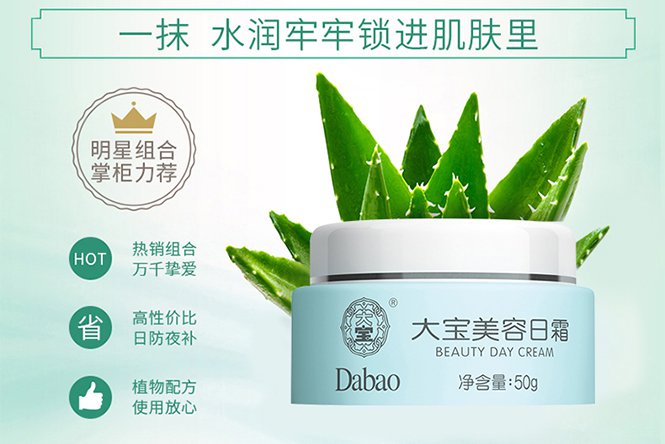 一抹 水润牢牢锁进肌肤里
明星组合
掌柜力荐
HOT
热销组合
万千挚爱
省
高性价比
日防夜补
植物配方
使用放心
大宝
®
大宝美容日霜
BEAUTY DAY CREAM
Dabao
净含量:50g